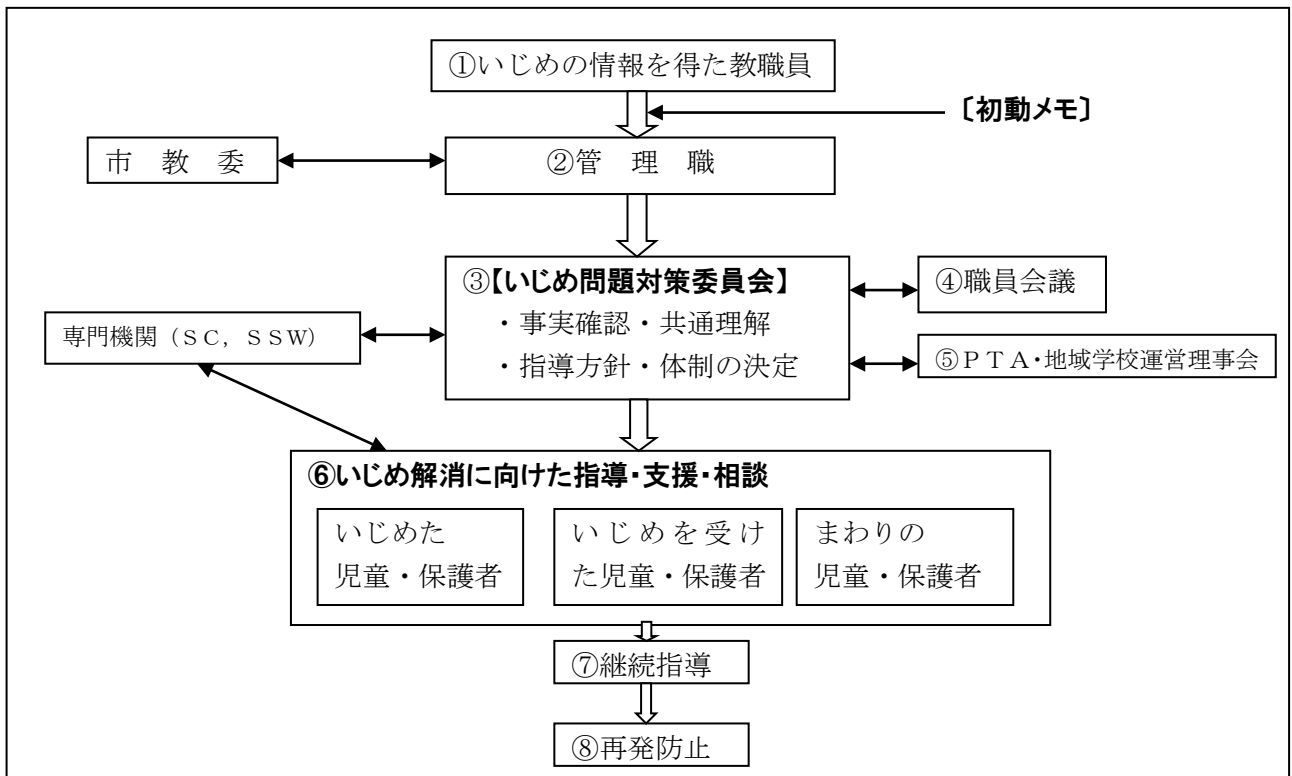 ①いじめの情報を得た教職員
〔初動メモ〕
市　教　委
②管　理　職
③【いじめ問題対策委員会】
・事実確認・共通理解
・指導方針・体制の決定
④職員会議
専門機関（ＳＣ，ＳＳＷ）
⑤ＰＴＡ・地域学校運営理事会
⑥いじめ解消に向けた指導・支援・相談
いじめた
児童・保護者
いじめを受け
た児童・保護者
まわりの
児童・保護者
⑦継続指導
⑧再発防止